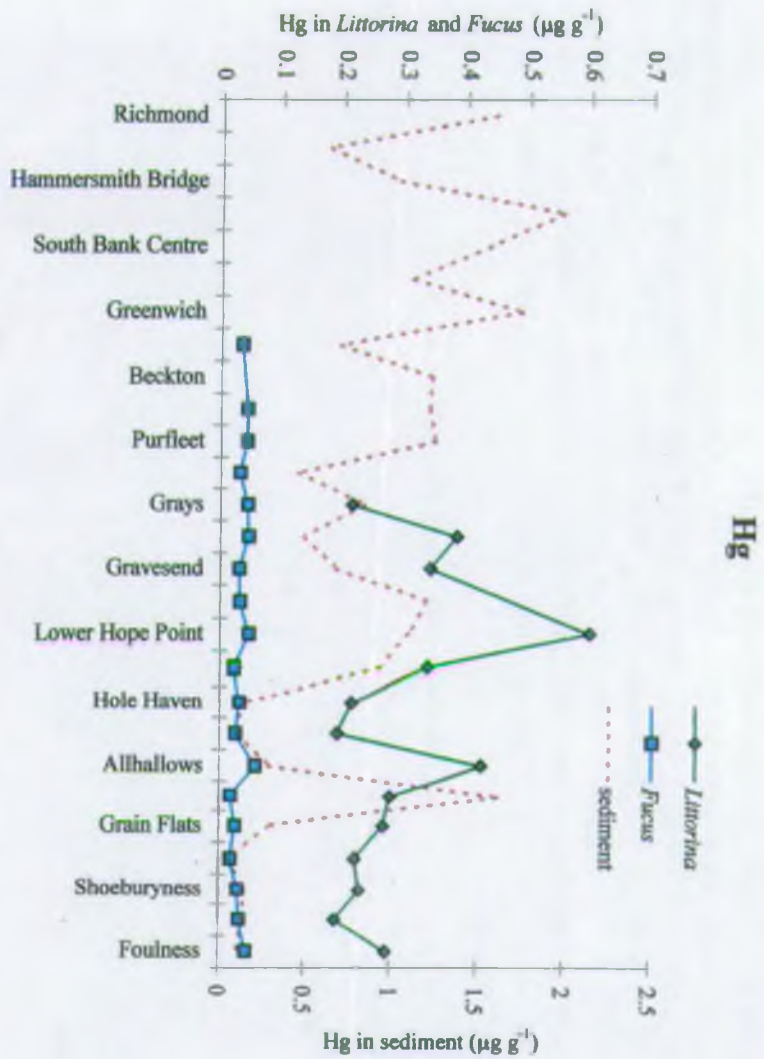 Hg
Hg in Littorina and Fucus (µg g⁻¹)
0
0.1
0.2
0.3
0.4
0.5
0.6
0.7
Richmond
Hammersmith Bridge
South Bank Centre
Greenwich
Beckton
Purfleet
Grays
Gravesend
Lower Hope Point
Hole Haven
Allhallows
Grain Flats
Shoeburyness
Foulness
Littorina
Fucus
sediment
0
0.5
1
1.5
2
2.5
Hg in sediment (µg g⁻¹)